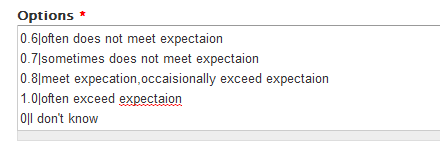 Options *
0.6|often does not meet expectaion
0.7|sometimes does not meet expectaion
0.8|meet expecation,occaisionally exceed expectaion
1.0|often exceed expectaion
0|I don't know